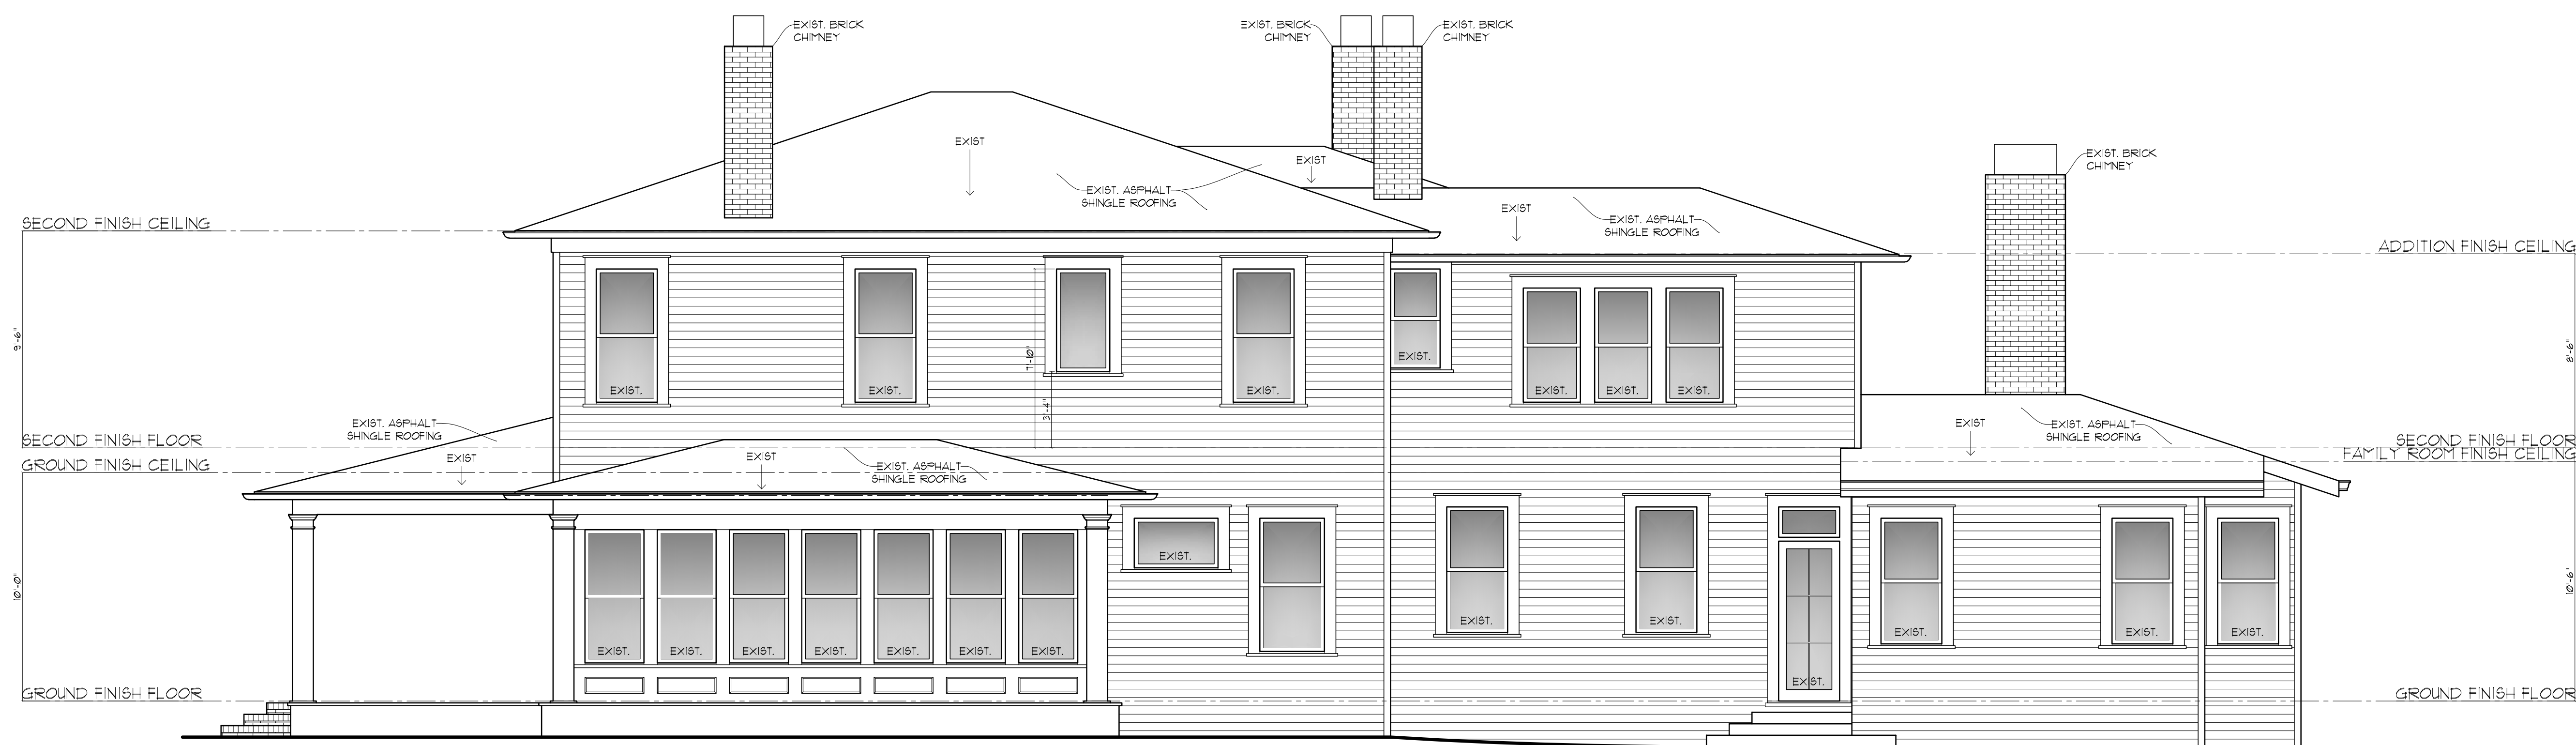 EXIST. BRICK
CHIMNEY
EXIST. BRICK
CHIMNEY
EXIST. BRICK
CHIMNEY
EXIST. BRICK
CHIMNEY
EXIST
EXIST
EXIST. ASPHALT
SHINGLE ROOFING
EXIST
EXIST. ASPHALT
SHINGLE ROOFING
SECOND FINISH CEILING
ADDITION FINISH CEILING
9'-6"
7'-10"
8'-6"
EXIST.
EXIST.
EXIST.
EXIST.
EXIST.
EXIST.
EXIST.
3'-4"
EXIST. ASPHALT
SHINGLE ROOFING
EXIST
EXIST. ASPHALT
SHINGLE ROOFING
SECOND FINISH FLOOR
SECOND FINISH FLOOR
FAMILY ROOM FINISH CEILING
GROUND FINISH CEILING
EXIST
EXIST
EXIST. ASPHALT
SHINGLE ROOFING
EXIST.
10'-0"
10'-6"
EXIST.
EXIST.
EXIST.
EXIST.
EXIST.
EXIST.
EXIST.
EXIST.
EXIST.
EXIST.
EXIST.
EXIST.
EXIST.
GROUND FINISH FLOOR
GROUND FINISH FLOOR